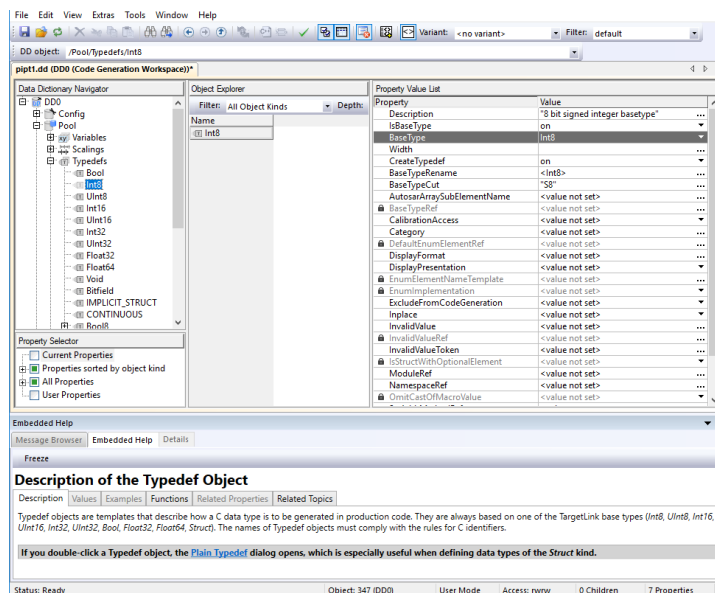 File Edit View Extras Tools Window Help
Variant: <no variant> Filter: default
DD object: /Pool/Typedefs/Int8
pipt1.dd (DD0 (Code Generation Workspace))*
Data Dictionary Navigator
DD0
Config
Pool
Variables
Scalings
Typedefs
Bool
Int8
UInt8
Int16
UInt16
Int32
UInt32
Float32
Float64
Void
Bitfield
IMPLICIT_STRUCT
CONTINUOUS
Bool8
Property Selector
Current Properties
Properties sorted by object kind
All Properties
User Properties
Object Explorer
Filter: All Object Kinds Depth:
Name
Int8
Property Value List
Property Value
Description "8 bit signed integer basetype" ...
IsBaseType on
BaseType Int8
Width ...
CreateTypedef on
BaseTypeRename <Int8> ...
BaseTypeCut "S8" ...
AutosarArraySubElementName <value not set> ...
BaseTypeRef <value not set> ...
CalibrationAccess <value not set>
Category <value not set> ...
DefaultEnumElementRef <value not set> ...
DisplayFormat <value not set> ...
DisplayPresentation <value not set>
EnumElementNameTemplate <value not set> ...
EnumImplementation <value not set>
ExcludeFromCodeGeneration <value not set>
Inplace <value not set>
InvalidValue <value not set> ...
InvalidValueRef <value not set> ...
InvalidValueToken <value not set> ...
IsStructWithOptionalElement <value not set>
ModuleRef <value not set> ...
NamespaceRef <value not set> ...
OmitCastOfMacroValue <value not set>
Embedded Help
Message Browser Embedded Help Details
Freeze
Description of the Typedef Object
Description Values Examples Functions Related Properties Related Topics
Typedef objects are templates that describe how a C data type is to be generated in production code. They are always based on one of the TargetLink base types (Int8, UInt8, Int16,
UInt16, Int32, UInt32, Bool, Float32, Float64, Struct). The names of Typedef objects must comply with the rules for C identifiers.
If you double-click a Typedef object, the Plain Typedef dialog opens, which is especially useful when defining data types of the Struct kind.
Status: Ready Object: 347 (DD0) User Mode Access: rwrw 0 Children 7 Properties